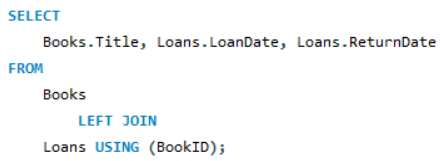 SELECT
Books.Title, Loans.LoanDate, Loans.ReturnDate
FROM
Books
LEFT JOIN
Loans USING (BookID);